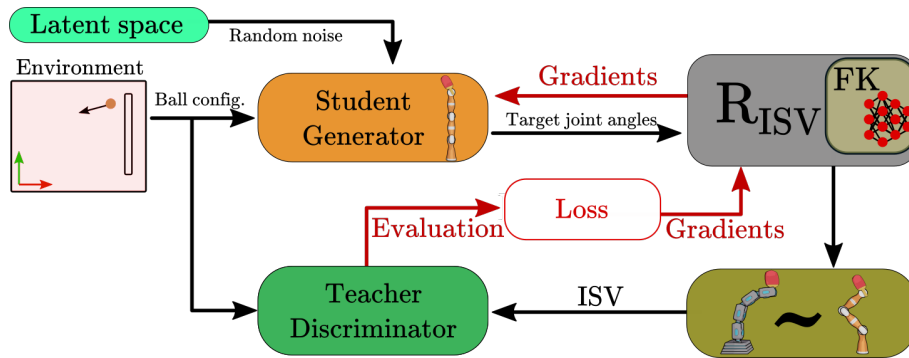 Latent space
Random noise
Environment
Ball config.
Student
Generator
Gradients
Target joint angles
R_ISV
FK
Evaluation
Loss
Gradients
Teacher
Discriminator
ISV
~